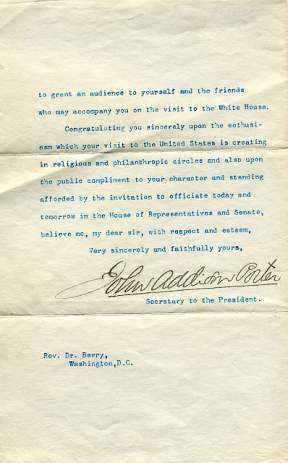 to grant an audience to yourself and the friends
who may accompany you on the visit to the White House.
Congratulating you sincerely upon the enthusi-
asm which your visit to the United States is creating
in religious and philanthropic circles and also upon
the public compliment to your character and standing
afforded by the invitation to officiate today and
tomorrow in the House of Representatives and Senate,
believe me, my dear sir, with respect and esteem,
Very sincerely and faithfully yours,
John Addison Porter
Secretary to the President.
Rev. Dr. Berry,
Washington,D.C.